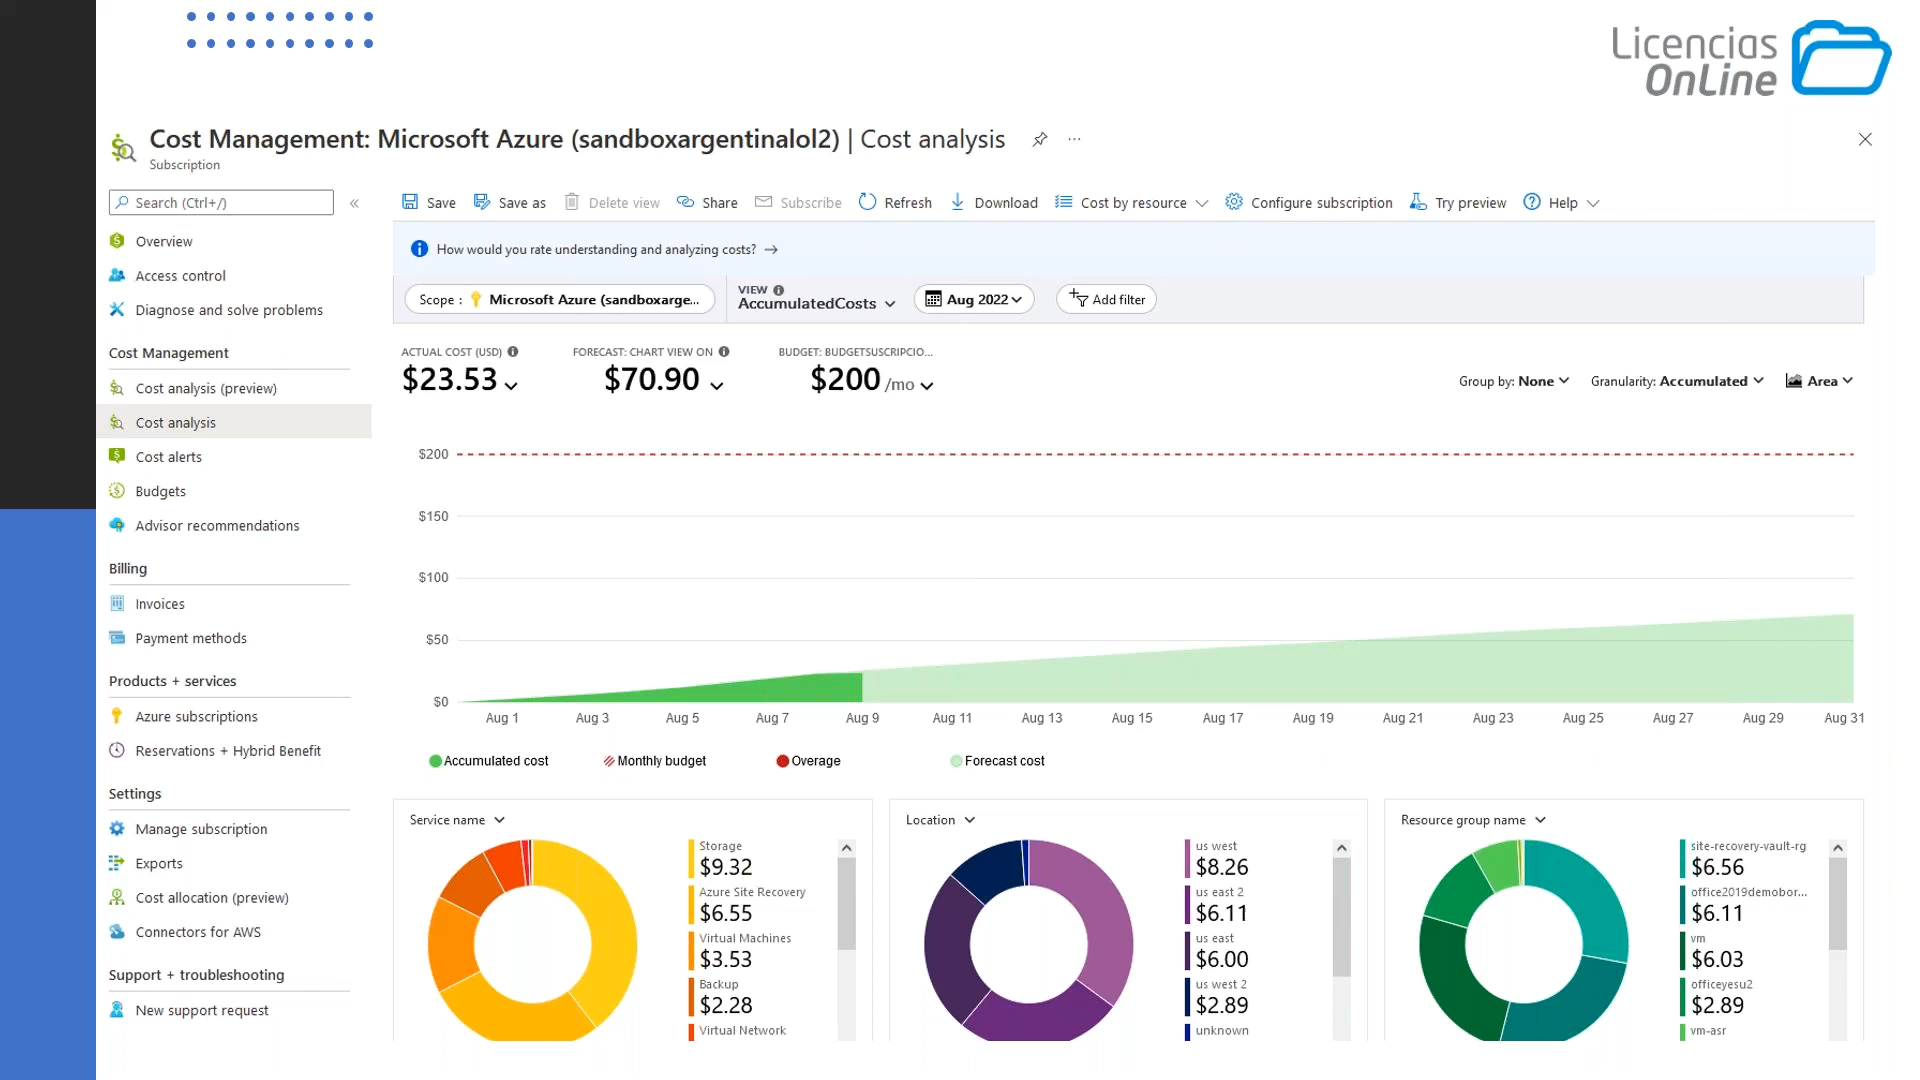 Licencias
OnLine
Cost Management: Microsoft Azure (sandboxargentinalol2) | Cost analysis
Subscription
Search (Ctrl+/)
Overview
Access control
Diagnose and solve problems
Cost Management
Cost analysis (preview)
Cost analysis
Cost alerts
Budgets
Advisor recommendations
Billing
Invoices
Payment methods
Products + services
Azure subscriptions
Reservations + Hybrid Benefit
Settings
Manage subscription
Exports
Cost allocation (preview)
Connectors for AWS
Support + troubleshooting
New support request
Save Save as Delete view Share Subscribe Refresh Download Cost by resource Configure subscription Try preview Help
How would you rate understanding and analyzing costs? →
Scope : Microsoft Azure (sandboxarge...
VIEW
AccumulatedCosts
Aug 2022
Add filter
ACTUAL COST (USD)
$23.53
FORECAST: CHART VIEW ON
$70.90
BUDGET: BUDGETSUSCRIPCIO...
$200 /mo
Group by: None Granularity: Accumulated Area
$200
$150
$100
$50
$0
Aug 1 Aug 3 Aug 5 Aug 7 Aug 9 Aug 11 Aug 13 Aug 15 Aug 17 Aug 19 Aug 21 Aug 23 Aug 25 Aug 27 Aug 29 Aug 31
Accumulated cost Monthly budget Overage Forecast cost
Service name
Storage
$9.32
Azure Site Recovery
$6.55
Virtual Machines
$3.53
Backup
$2.28
Virtual Network
Location
us west
$8.26
us east 2
$6.11
us east
$6.00
us west 2
$2.89
unknown
Resource group name
site-recovery-vault-rg
$6.56
office2019demobor...
$6.11
vm
$6.03
officeyesu2
$2.89
vm-asr